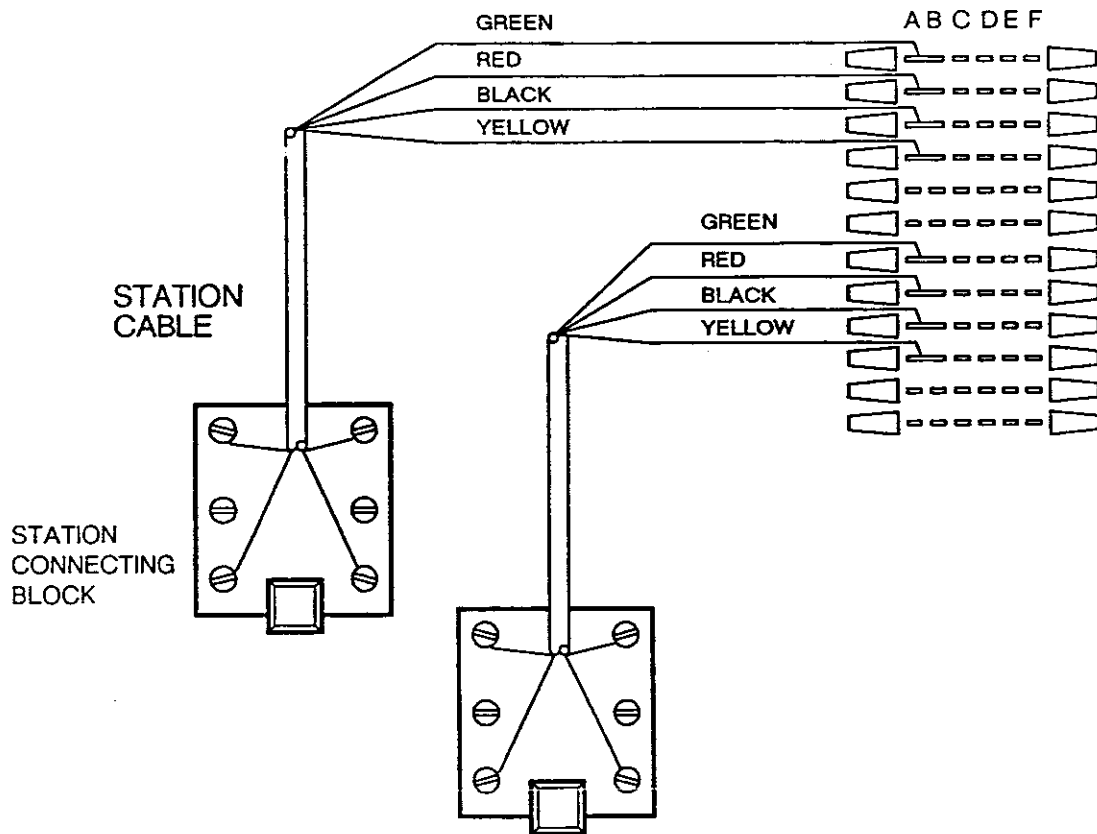 GREEN
A B C D E F
RED
BLACK
YELLOW
GREEN
RED
BLACK
YELLOW
STATION
CABLE
STATION
CONNECTING
BLOCK